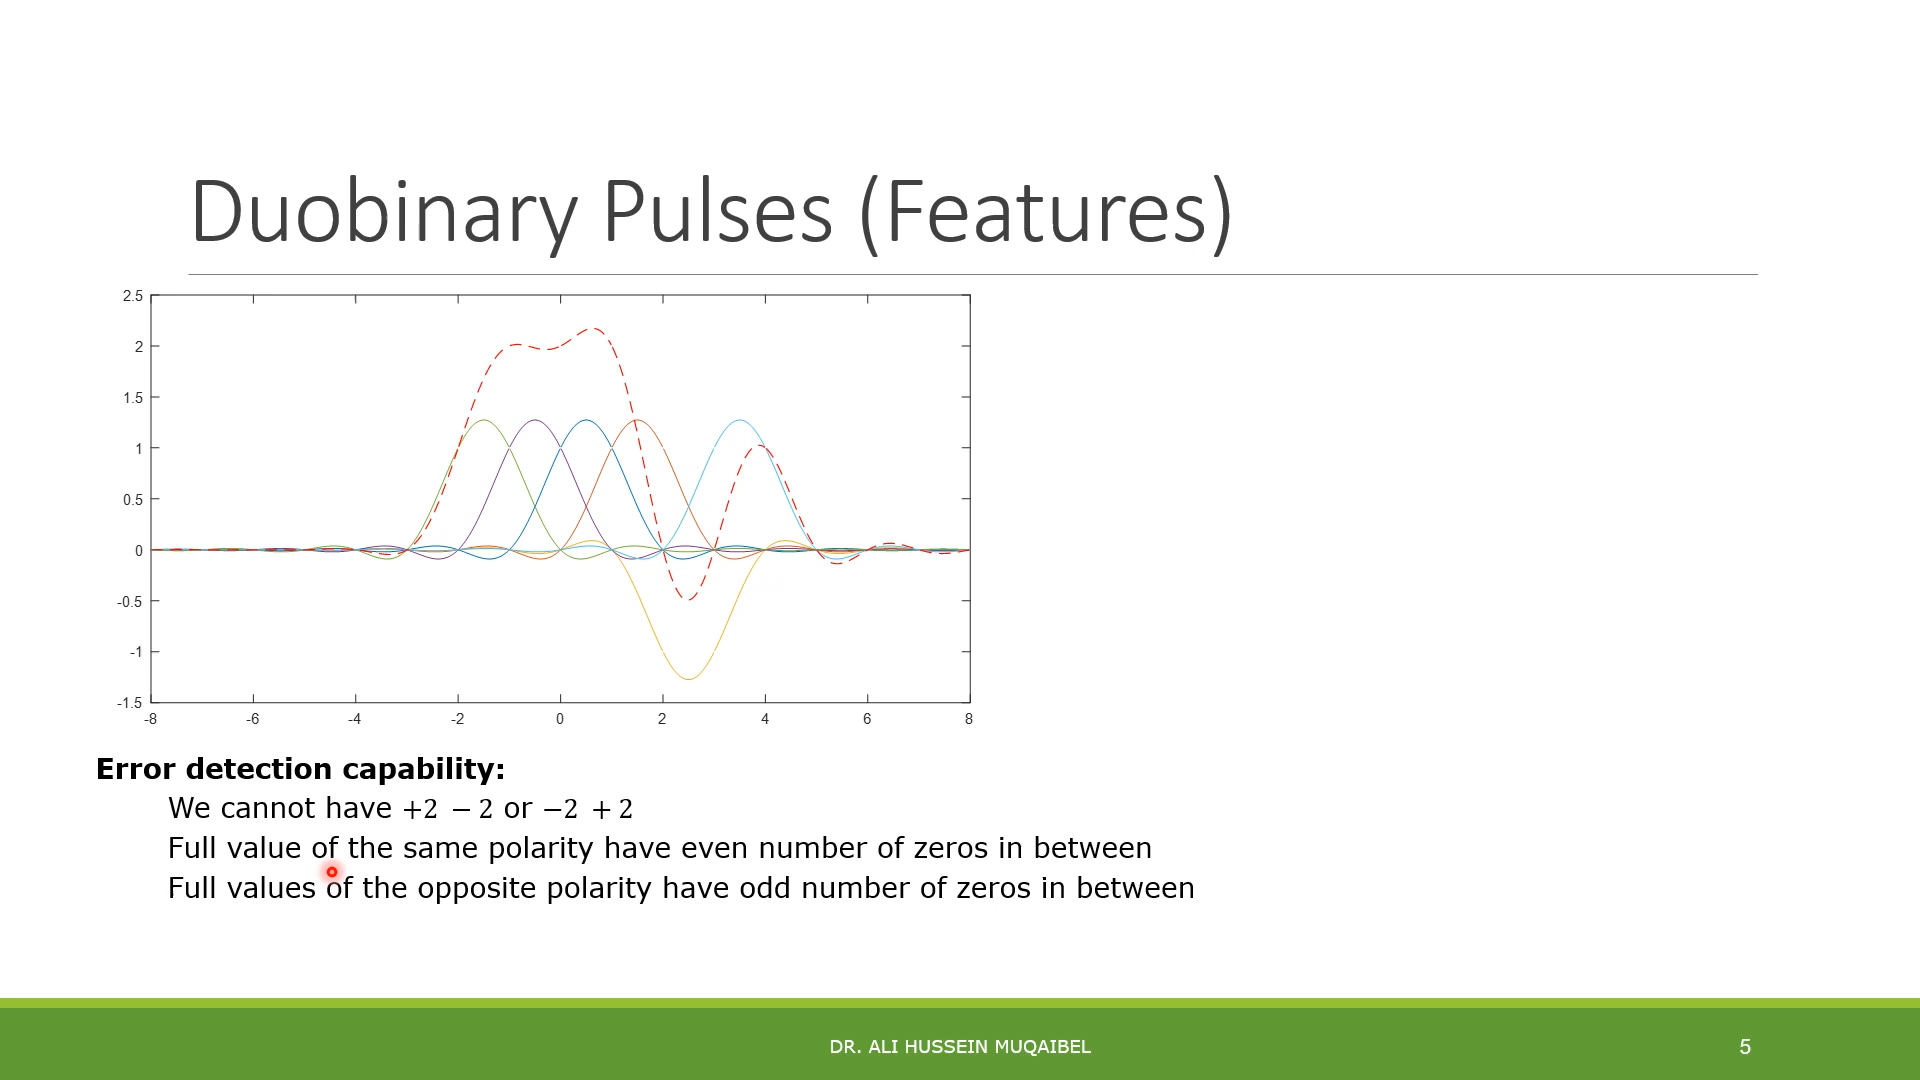 Duobinary Pulses (Features)
2.5
2
1.5
1
0.5
0
-0.5
-1
-1.5
-8 -6 -4 -2 0 2 4 6 8
Error detection capability:
We cannot have +2 − 2 or −2 + 2
Full value of the same polarity have even number of zeros in between
Full values of the opposite polarity have odd number of zeros in between
DR. ALI HUSSEIN MUQAIBEL
5